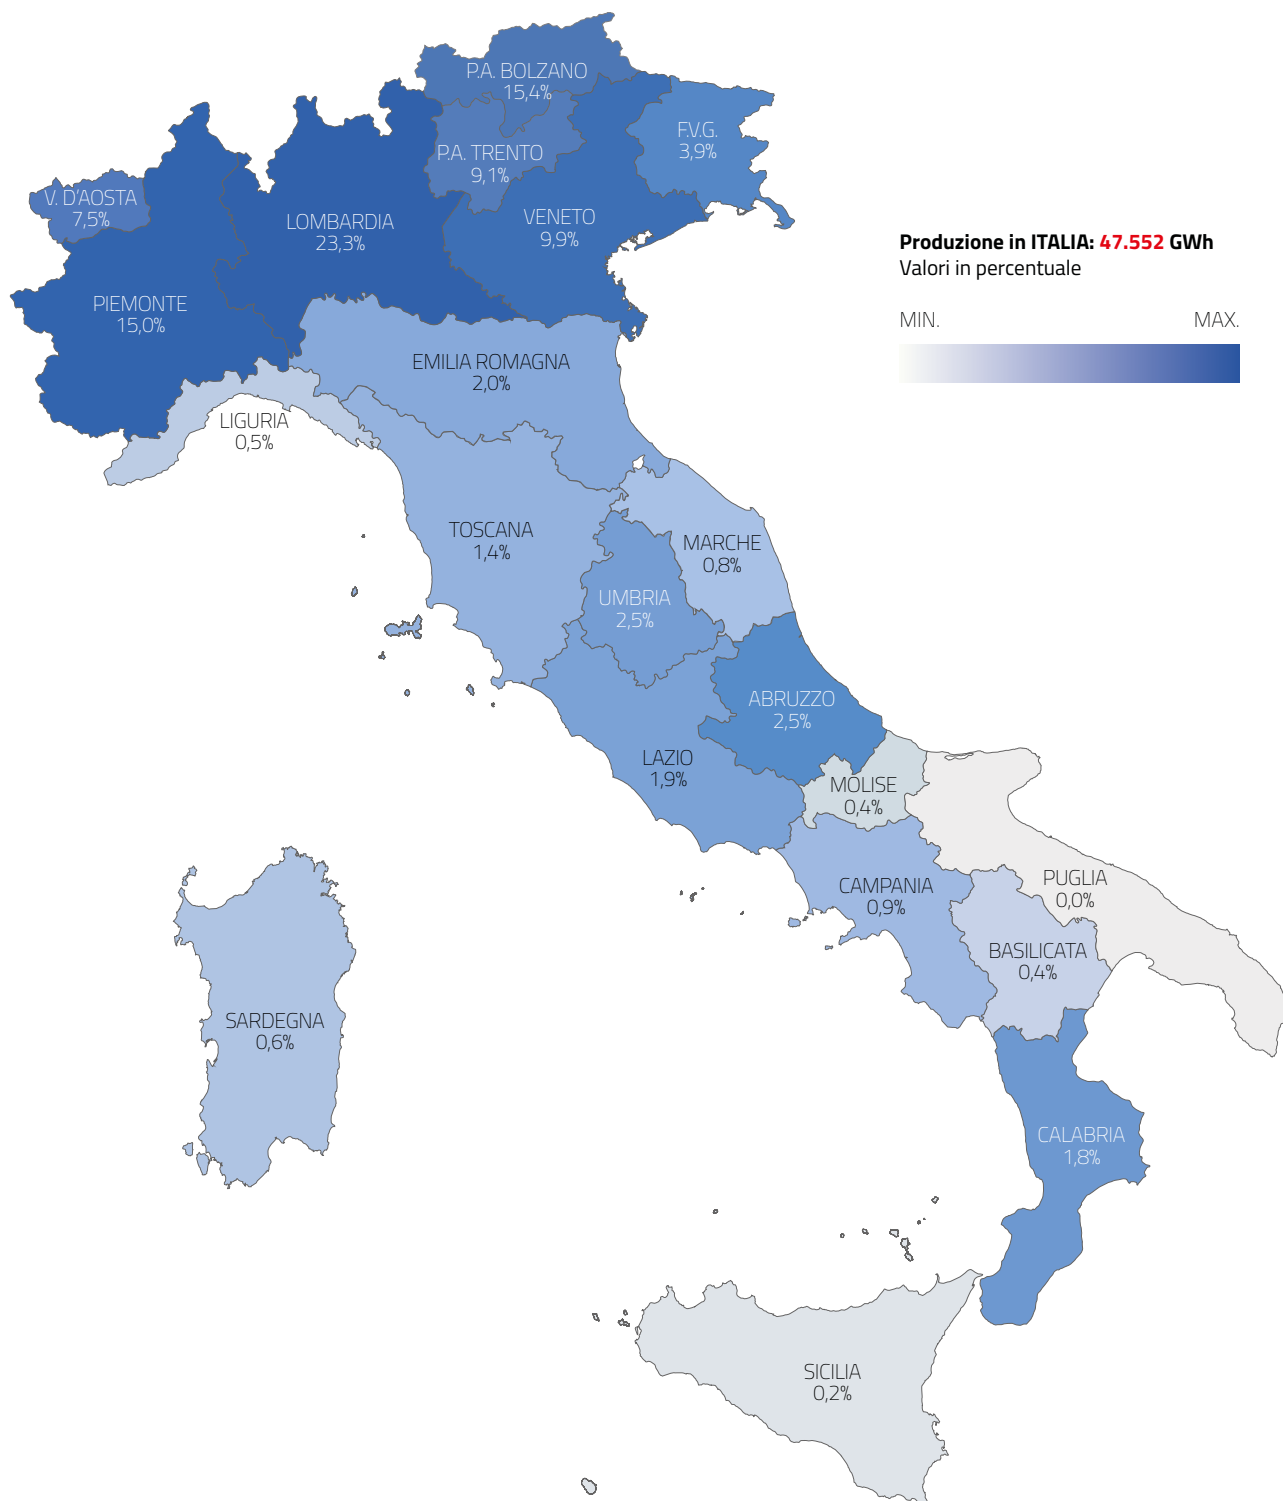 P.A. BOLZANO
15,4%
F.V.G.
3,9%
P.A. TRENTO
9,1%
V. D'AOSTA
7,5%
LOMBARDIA
23,3%
VENETO
9,9%
Produzione in ITALIA: 47.552 GWh
Valori in percentuale
MIN.
MAX.
PIEMONTE
15,0%
EMILIA ROMAGNA
2,0%
LIGURIA
0,5%
TOSCANA
1,4%
MARCHE
0,8%
UMBRIA
2,5%
ABRUZZO
2,5%
LAZIO
1,9%
MOLISE
0,4%
CAMPANIA
0,9%
PUGLIA
0,0%
BASILICATA
0,4%
SARDEGNA
0,6%
CALABRIA
1,8%
SICILIA
0,2%